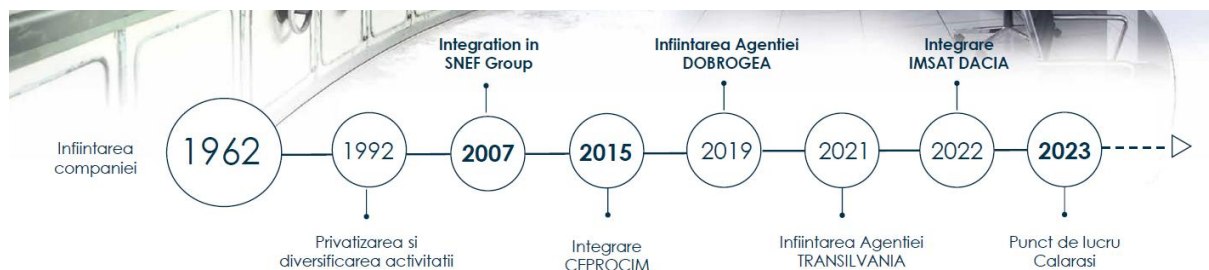 Infiintarea
companiei
1962
1992
Privatizarea si
diversificarea activitatii
Integration in
SNEF Group
2007
2015
Integrare
CEPROCIM
Infiintarea Agentiei
DOBROGEA
2019
2021
Infiintarea Agentiei
TRANSILVANIA
Integrare
IMSAT DACIA
2022
2023
Punct de lucru
Calarasi